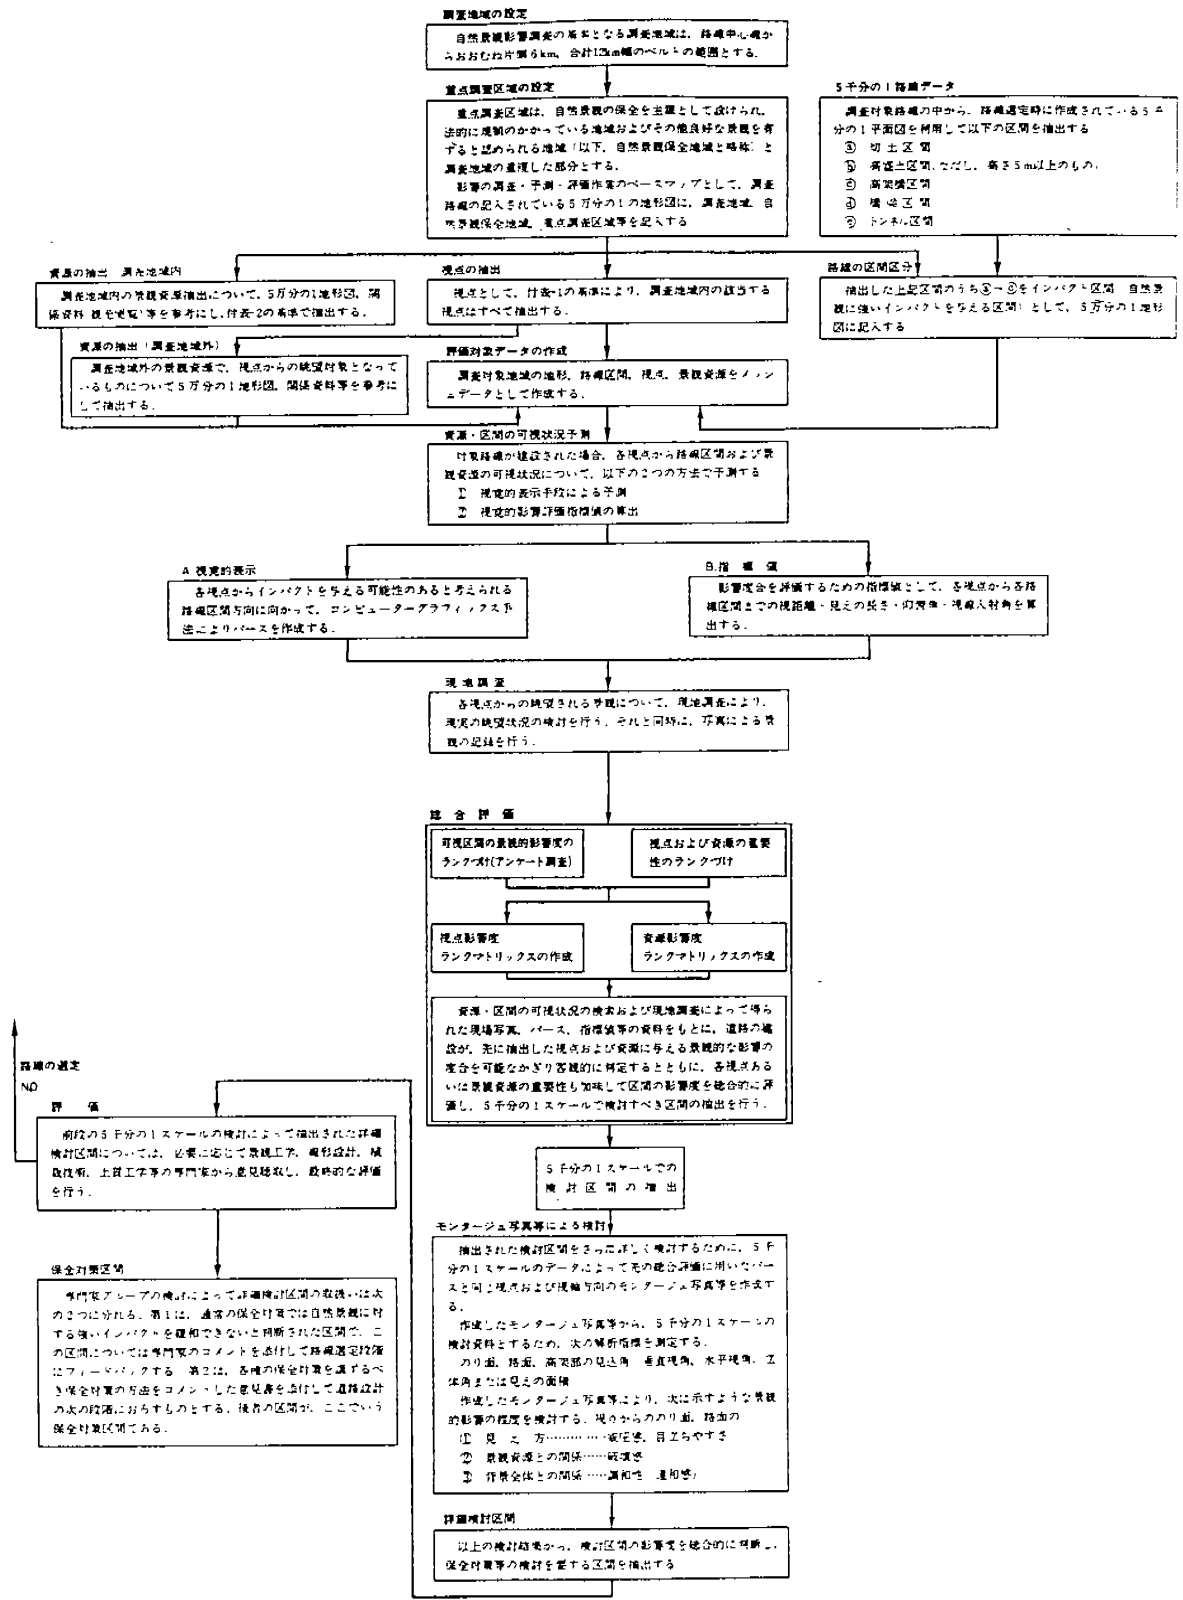 調査地域の設定
自然景観影響調査の基本となる調査地域は、路線中心線か
らおおむね片側6km、合計12km幅のベルトの範囲とする.
重点調査区域の設定
重点調査区域は、自然景観の保全を主眼として設けられ、
法的に規制のかかっている地域およびその他良好な景観を有
すると認められる地域(以下、自然景観保全地域と略称)と
調査地域の重複した部分とする.
影響の調査・予測・評価作業のベースマップとして、調査
路線の記入されている5万分の1の地形図に、調査地域、自
然景観保全地域、重点調査区域等を記入する
5千分の1路線データ
調査対象路線の中から、路線選定時に作成されている5千
分の1平面図を利用して以下の区間を抽出する
ⓐ 切土区間
ⓑ 高盛土区間(ただし、高さ5m以上のもの)
ⓒ 高架橋区間
ⓓ 橋梁区間
ⓔ トンネル区間
資源の抽出 調査地域内
調査地域内の景観資源抽出について、5万分の1地形図、関
係資料 等を参考にし、付表-2の基準で抽出する.
視点の抽出
視点として、付表-1の基準により、調査地域内の該当する
視点はすべて抽出する.
路線の区間区分
抽出した上記区間のうち をインパクト区間 自然景
観に強いインパクトを与える区間)として、5万分の1地形
図に記入する
資源の抽出(調査地域外)
調査地域外の景観資源で、視点からの眺望対象となって
いるものについて5万分の1地形図、関係資料等を参考に
して抽出する.
評価対象データの作成
調査対象地域の地形、路線区間、視点、景観資源をメッシ
ュデータとして作成する.
資源・区間の可視状況予測
対象路線が建設された場合、各視点から路線区間および景
観資源の可視状況について、以下の2つの方法で予測する
① 視覚的表示手段による予測
② 視覚的影響評価指標値の算出
A.視覚的表示
各視点からインパクトを与える可能性のあると考えられる
路線区間方向に向かって、コンピューターグラフィックス手
法によりパースを作成する.
B.指標値
影響度合を評価するための指標値として、各視点から各路
線区間までの視距離・見えの長さ・仰俯角・視線入射角を算
出する.
現地調査
各視点からの眺望される景観について、現地調査により、
現実の眺望状況の検討を行う. それと同時に、写真による景
観の記録を行う.
総合評価
可視区間の景観的影響度の
ランクづけ(アンケート調査)
視点および資源の重要
性のランクづけ
視点影響度
ランクマトリックスの作成
資源影響度
ランクマトリックスの作成
資源・区間の可視状況の検索および現地調査によって得ら
れた現場写真、パース、指標値等の資料をもとに、道路の建
設が、先に抽出した視点および資源に与える景観的な影響の
度合を可能なかぎり客観的に判定するとともに、各視点ある
いは景観資源の重要性も加味して区間の影響度を総合的に評
価し、5千分の1スケールで検討すべき区間の抽出を行う.
5千分の1スケールでの
検討区間の抽出
モンタージュ写真等による検討
抽出された検討区間をさらに詳しく検討するために、5千
分の1スケールのデータによって先の総合評価に用いたパー
スと同じ視点および視軸方向のモンタージュ写真等を作成す
る.
作成したモンタージュ写真等から、5千分の1スケールの
検討資料とするため、次の解析指標を測定する.
のり面、路面、高架部の見込角 垂直視角、水平視角、立
体角または見えの面積
作成したモンタージュ写真等により、次に示すような景観
的影響の程度を検討する. 視点からののり面、路面の
① 見え方……………威圧感、目立ちやすさ
② 景観資源との関係……破壊感
③ 背景全体との関係……調和性 違和感)
詳細検討区間
以上の検討結果から、検討区間の影響度を総合的に判断し、
保全対策等の検討を要する区間を抽出する
路線の選定
NO
評価
前段の5千分の1スケールの検討によって抽出された詳細
検討区間については、必要に応じて景観工学、線形設計、植
栽技術、土質工学等の専門家から意見聴取し、最終的な評価
を行う.
保全対策区間
専門家グループの検討によって詳細検討区間の取扱いは次
の2つに分れる. 第1は、通常の保全対策では自然景観に対
する強いインパクトを緩和できないと判断された区間で、こ
の区間については専門家のコメントを添付して路線選定段階
にフィードバックする 第2は、各種の保全対策を講ずるべ
き保全対策の方法をコメントした意見書を添付して道路設計
の次の段階におろすものとする. 後者の区間が、ここでいう
保全対策区間である.